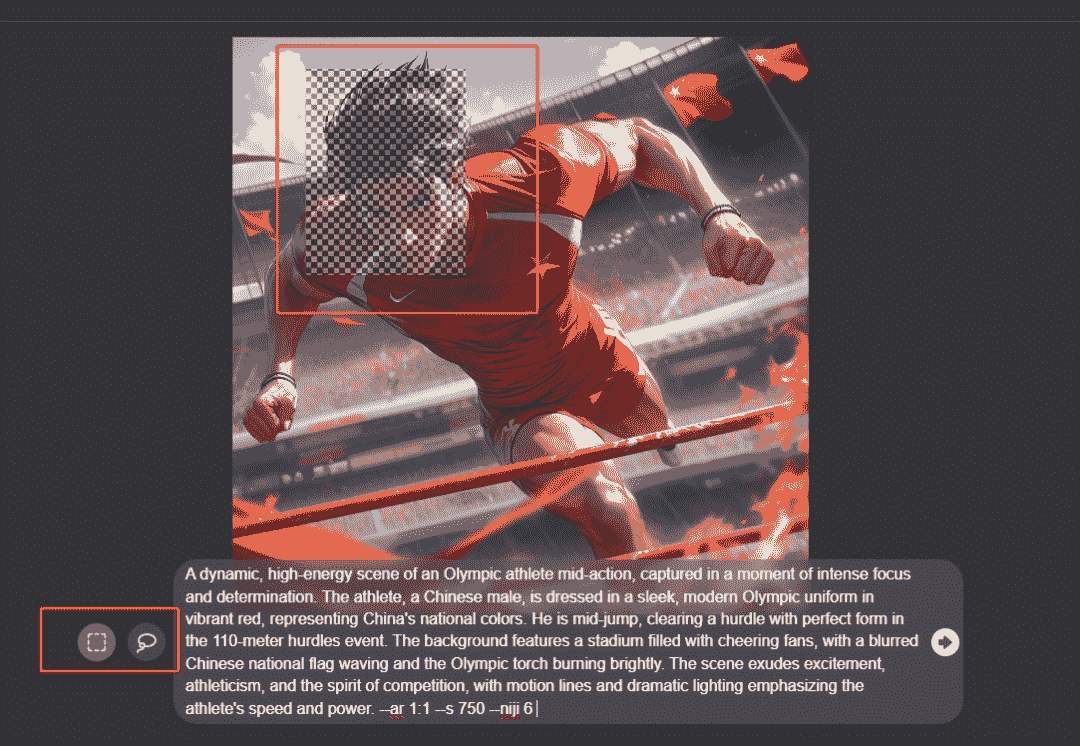 A dynamic, high-energy scene of an Olympic athlete mid-action, captured in a moment of intense focus
and determination. The athlete, a Chinese male, is dressed in a sleek, modern Olympic uniform in
vibrant red, representing China's national colors. He is mid-jump, clearing a hurdle with perfect form in
the 110-meter hurdles event. The background features a stadium filled with cheering fans, with a blurred
Chinese national flag waving and the Olympic torch burning brightly. The scene exudes excitement,
athleticism, and the spirit of competition, with motion lines and dramatic lighting emphasizing the
athlete's speed and power. --ar 1:1 --s 750 --niji 6